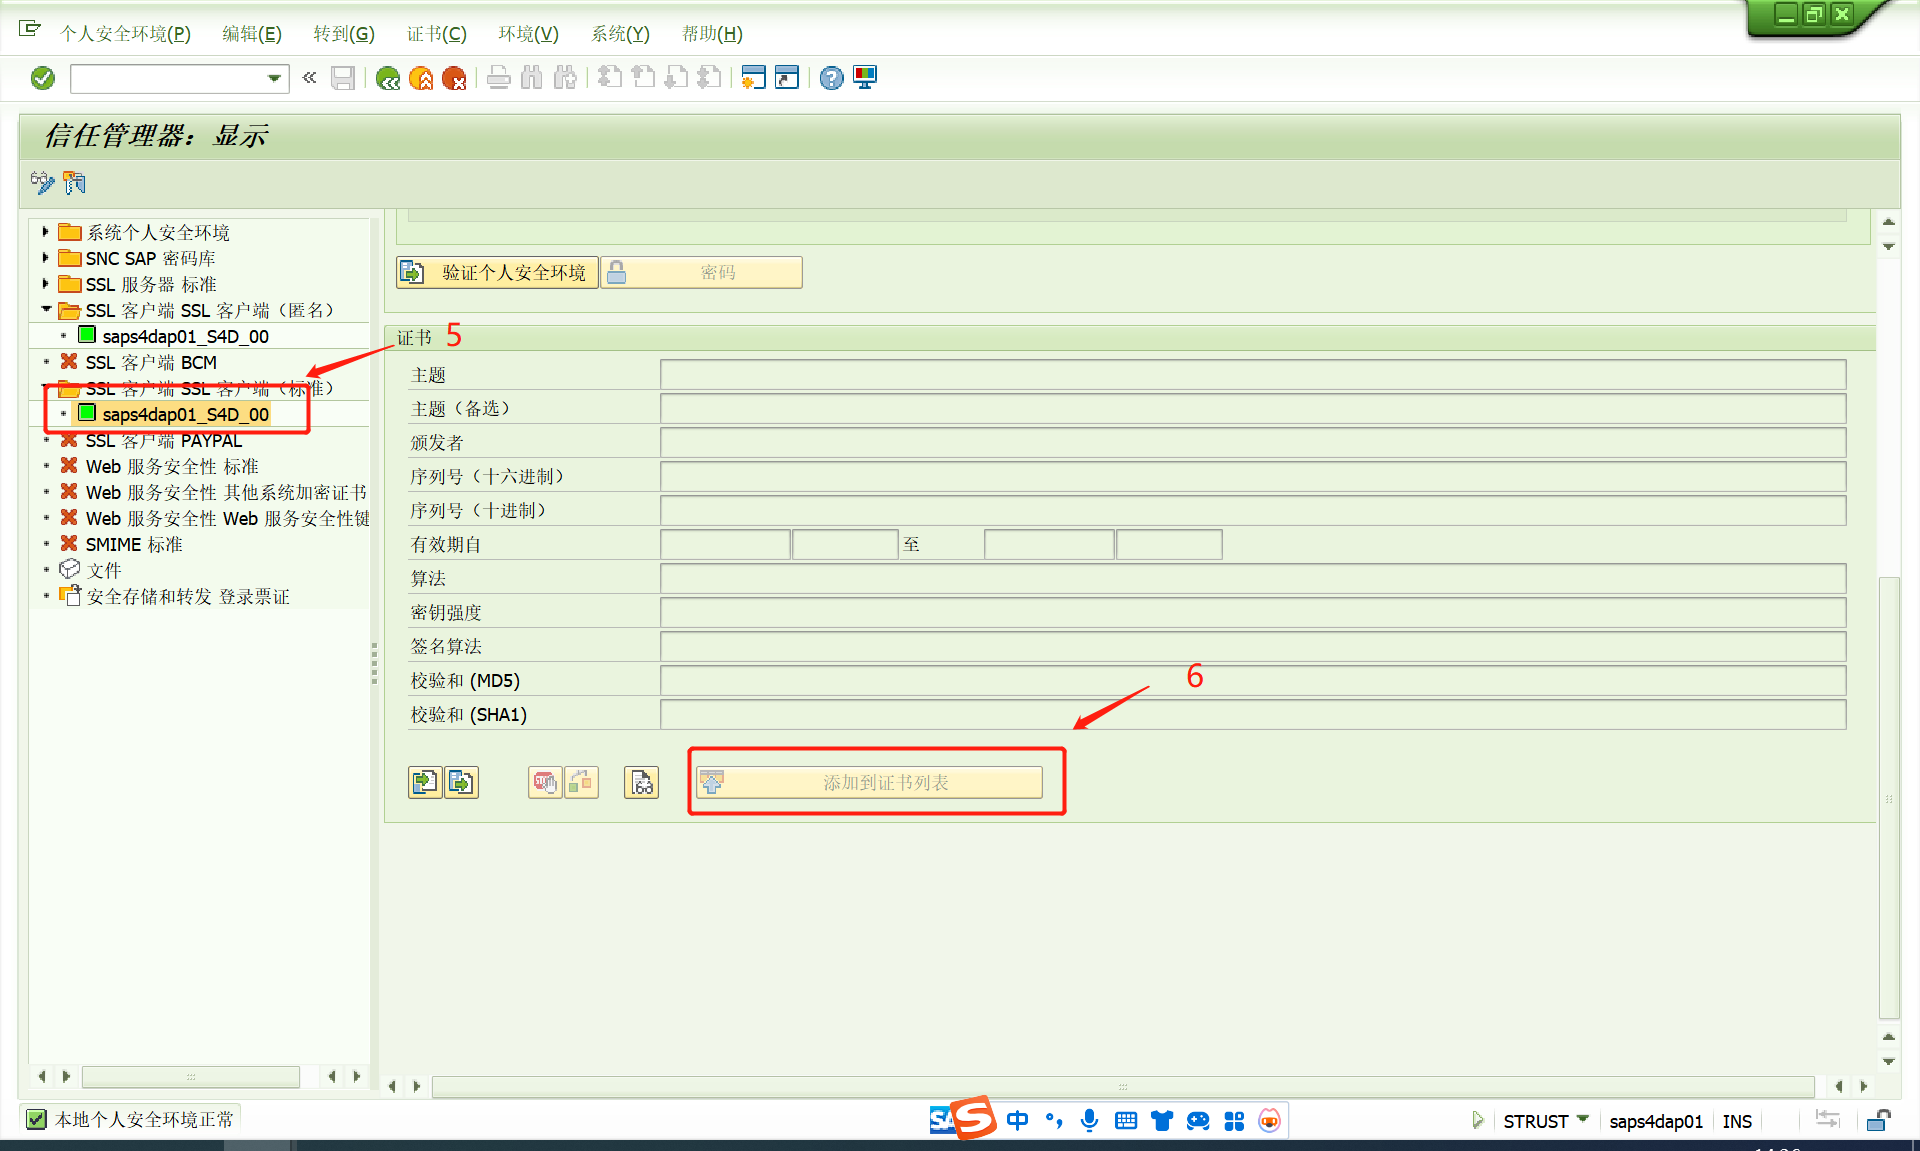 个人安全环境(P) 编辑(E) 转到(G) 证书(C) 环境(V) 系统(Y) 帮助(H)
信任管理器：显示
系统个人安全环境
SNC SAP 密码库
SSL 服务器 标准
SSL 客户端 SSL 客户端（匿名）
saps4dap01_S4D_00
SSL 客户端 BCM
SSL 客户端 SSL 客户端（标准）
saps4dap01_S4D_00
SSL 客户端 PAYPAL
Web 服务安全性 标准
Web 服务安全性 其他系统加密证书
Web 服务安全性 Web 服务安全性键
SMIME 标准
文件
安全存储和转发 登录票证
验证个人安全环境 密码
证书 5
主题
主题（备选）
颁发者
序列号（十六进制）
序列号（十进制）
有效期自 至
算法
密钥强度
签名算法
校验和 (MD5)
6
校验和 (SHA1)
添加到证书列表
本地个人安全环境正常
中
STRUST saps4dap01 INS